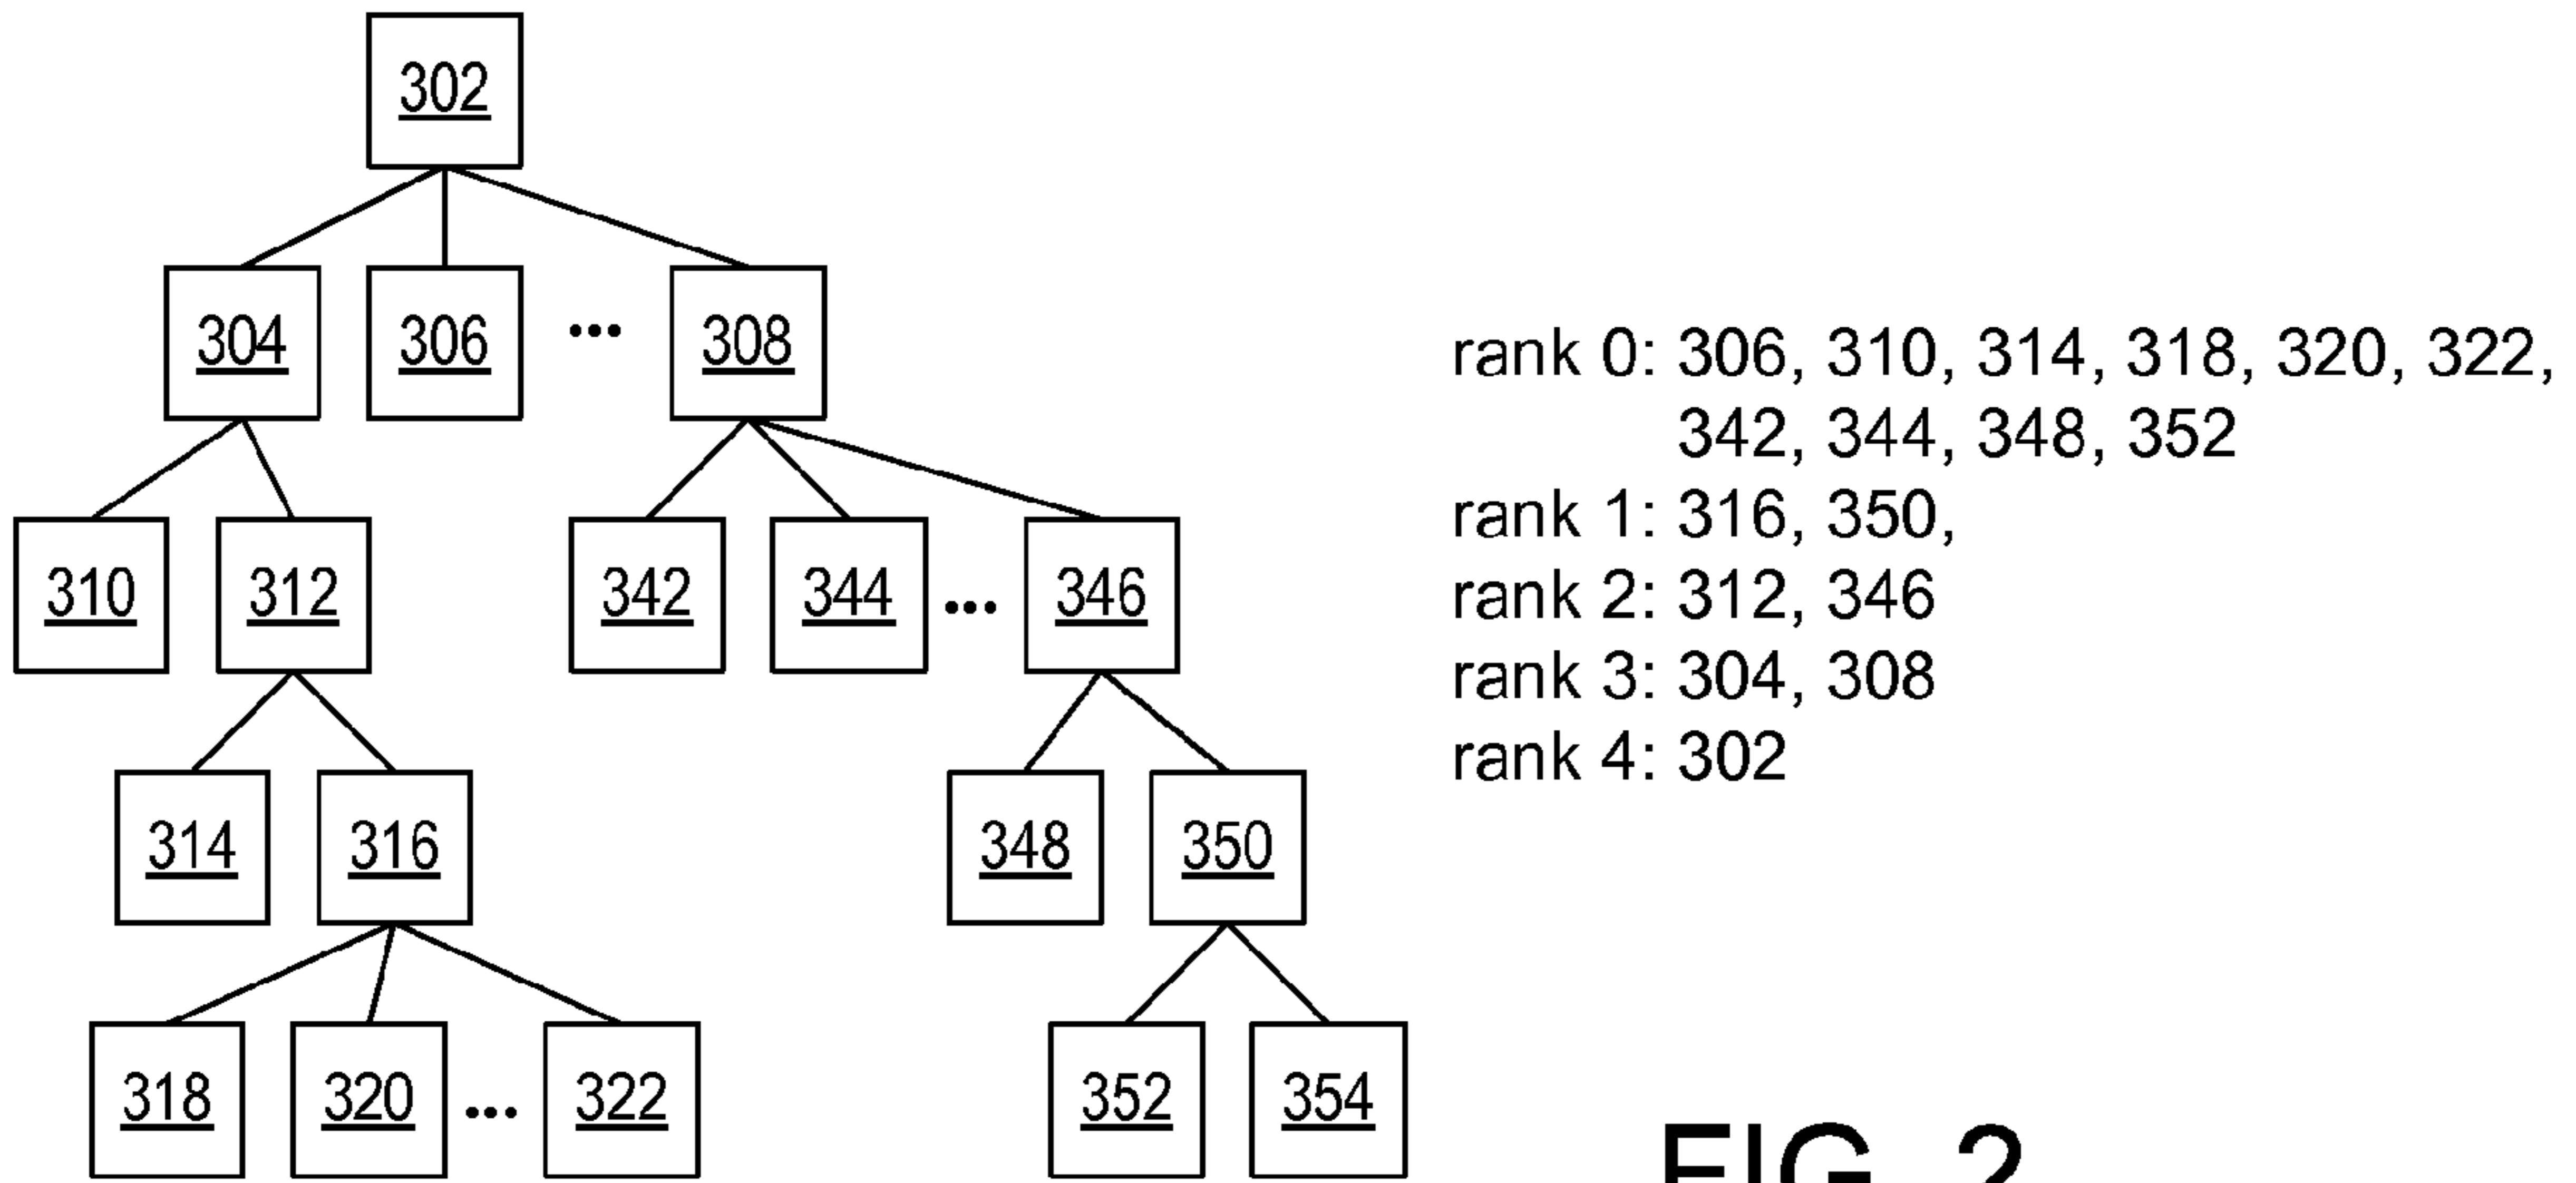 302
304 306 ... 308
310 312 342 344 ... 346
314 316 348 350
318 320 ... 322 352 354
rank 0: 306, 310, 314, 318, 320, 322,
342, 344, 348, 352
rank 1: 316, 350,
rank 2: 312, 346
rank 3: 304, 308
rank 4: 302
FIG. 2